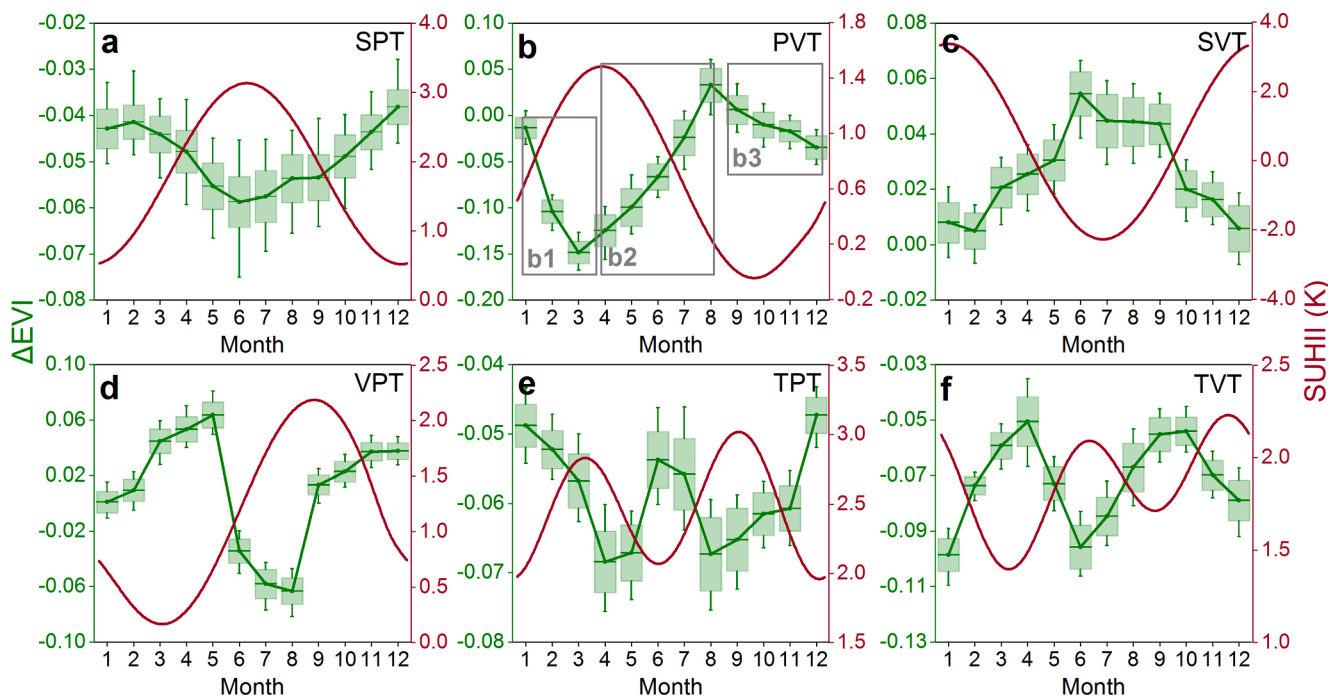 a SPT
-0.02 -0.03 -0.04 -0.05 -0.06 -0.07 -0.08
4.0 3.0 2.0 1.0 0.0
1 2 3 4 5 6 7 8 9 10 11 12
Month
b PVT
0.10 0.05 0.00 -0.05 -0.10 -0.15 -0.20
1.8 1.4 1.0 0.6 0.2 -0.2
b1 b2 b3
1 2 3 4 5 6 7 8 9 10 11 12
Month
c SVT
0.08 0.06 0.04 0.02 0.00 -0.02
4.0 2.0 0.0 -2.0 -4.0
1 2 3 4 5 6 7 8 9 10 11 12
Month
ΔEVI
SUHII (K)
d VPT
0.10 0.06 0.02 -0.02 -0.06 -0.10
2.5 2.0 1.5 1.0 0.5 0.0
1 2 3 4 5 6 7 8 9 10 11 12
Month
e TPT
-0.04 -0.05 -0.06 -0.07 -0.08
3.5 3.0 2.5 2.0 1.5
1 2 3 4 5 6 7 8 9 10 11 12
Month
f TVT
-0.03 -0.05 -0.07 -0.09 -0.11 -0.13
2.5 2.0 1.5 1.0
1 2 3 4 5 6 7 8 9 10 11 12
Month